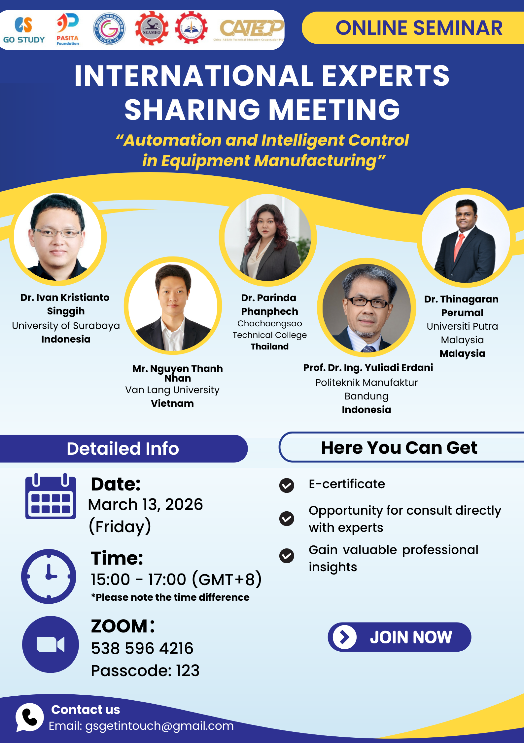 GO STUDY
PASITA
Foundation
SEAMEO
CATECP
ONLINE SEMINAR
INTERNATIONAL EXPERTS
SHARING MEETING
“Automation and Intelligent Control
in Equipment Manufacturing”
Dr. Ivan Kristianto
Singgih
University of Surabaya
Indonesia
Mr. Nguyen Thanh
Nhan
Van Lang University
Vietnam
Dr. Parinda
Phanphech
Chachoengsao
Technical College
Thailand
Prof. Dr. Ing. Yuliadi Erdani
Politeknik Manufaktur
Bandung
Indonesia
Dr. Thinagaran
Perumal
Universiti Putra
Malaysia
Malaysia
Detailed Info
Date:
March 13, 2026
(Friday)
Time:
15:00 - 17:00 (GMT+8)
*Please note the time difference
ZOOM:
538 596 4216
Passcode: 123
Here You Can Get
E-certificate
Opportunity for consult directly
with experts
Gain valuable professional
insights
JOIN NOW
Contact us
Email: gsgetintouch@gmail.com